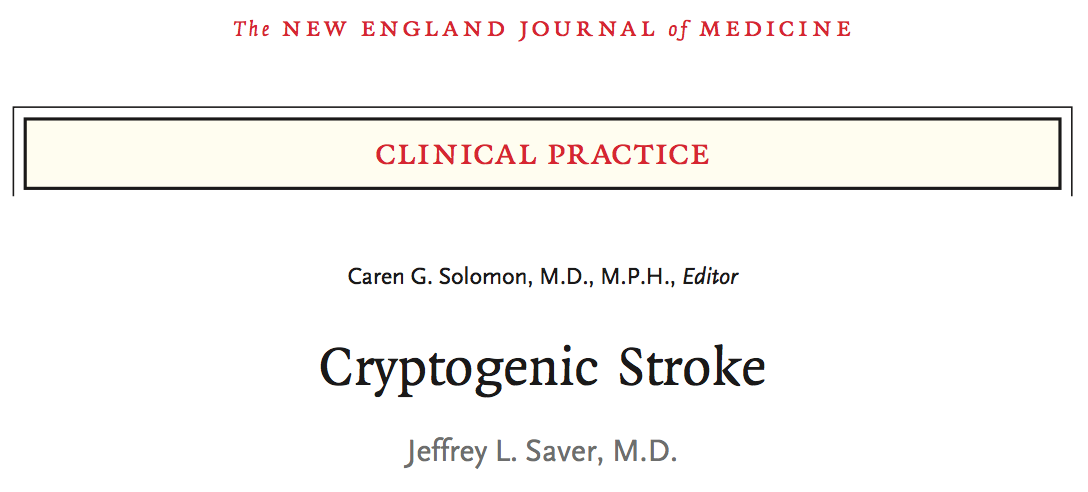 The NEW ENGLAND JOURNAL of MEDICINE
CLINICAL PRACTICE
Caren G. Solomon, M.D., M.P.H., Editor
Cryptogenic Stroke
Jeffrey L. Saver, M.D.